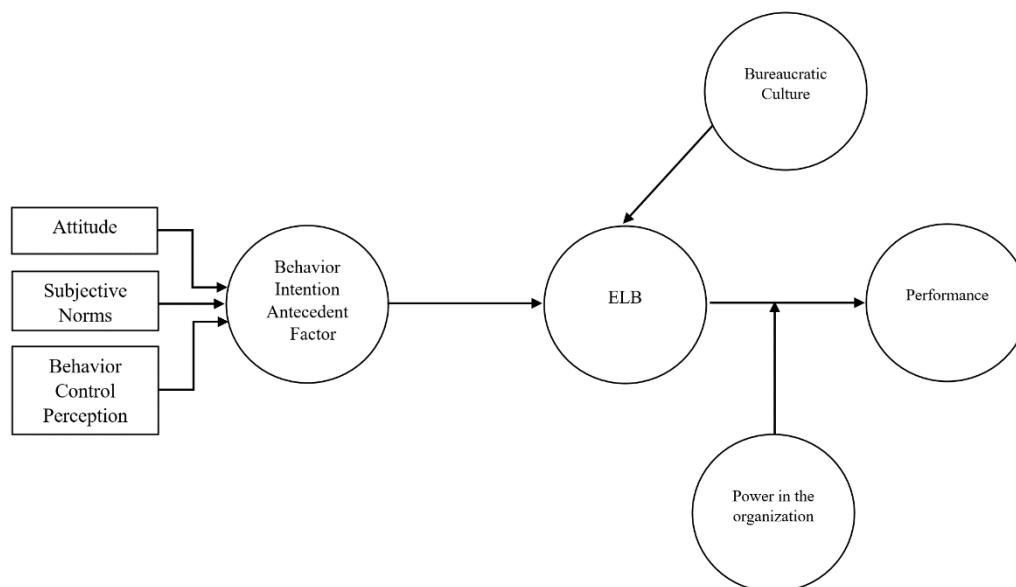 Bureaucratic
Culture
Attitude
Subjective
Norms
Behavior
Control
Perception
Behavior
Intention
Antecedent
Factor
ELB
Performance
Power in the
organization